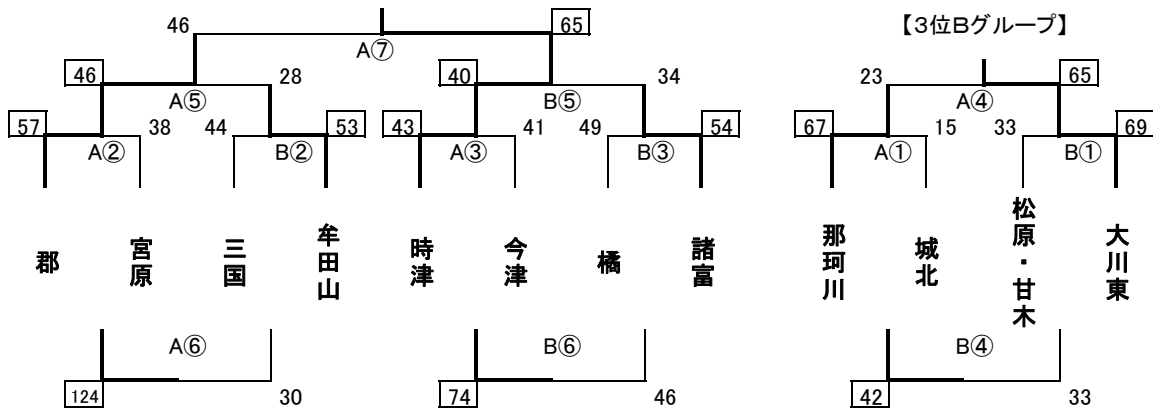 46 65 【3位Bグループ】
A⑦
46 28 40 34 23 65
A⑤ B⑤ A④
57 38 44 53 43 41 49 54 67 15 33 69
A② B② A③ B③ A① B①
郡 宮原 三国 牟田山 時津 今津 橘 諸富 那珂川 城北 松原・甘木 大川東
A⑥ B⑥ B④
124 30 74 46 42 33